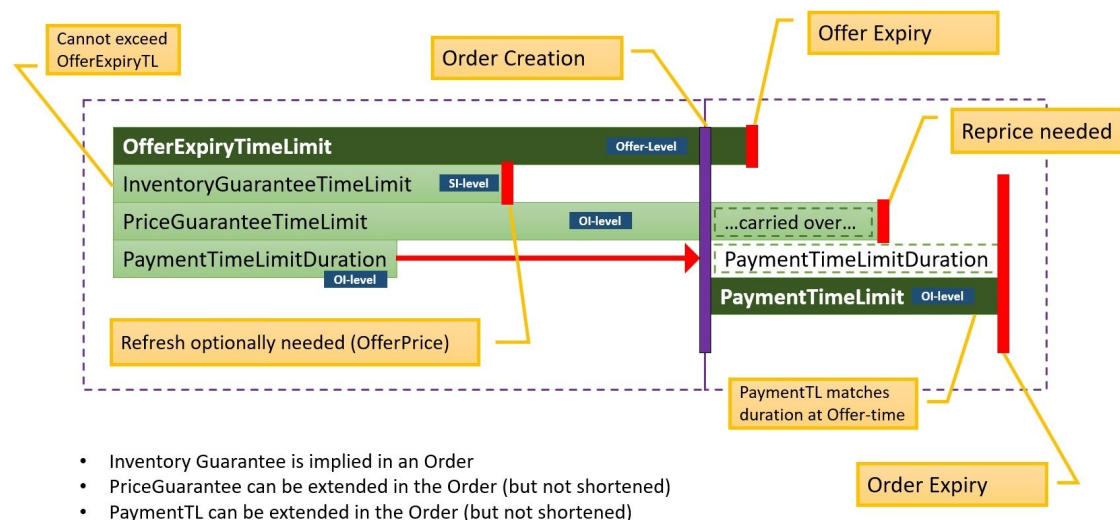 Cannot exceed
OfferExpiryTL
Order Creation
Offer Expiry
Reprice needed
OfferExpiryTimeLimit
Offer-Level
InventoryGuaranteeTimeLimit
SI-level
PriceGuaranteeTimeLimit
OI-level
...carried over...
PaymentTimeLimitDuration
OI-level
PaymentTimeLimitDuration
PaymentTimeLimit
OI-level
Refresh optionally needed (OfferPrice)
PaymentTL matches
duration at Offer-time
Order Expiry
• Inventory Guarantee is implied in an Order
• PriceGuarantee can be extended in the Order (but not shortened)
• PaymentTL can be extended in the Order (but not shortened)